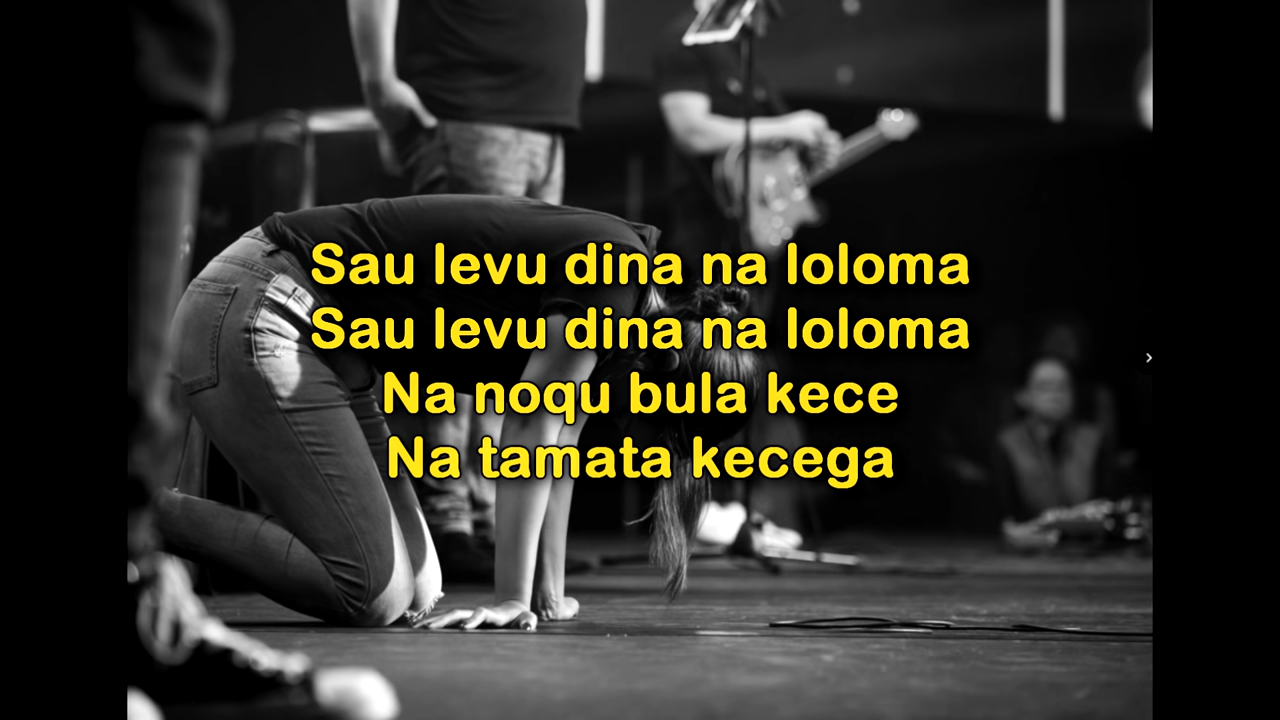 Sau levu dina na loloma
Sau levu dina na loloma
Na noqu bula kece
Na tamata kecega